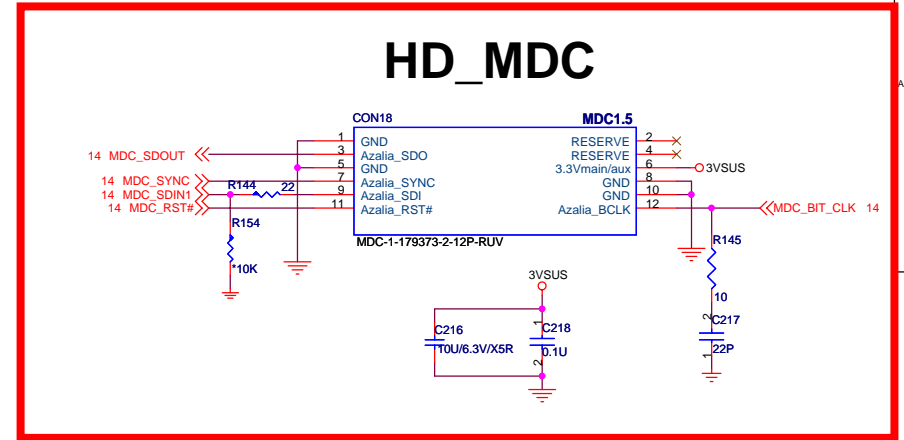 HD_MDC
A
CON18 MDC1.5
1 GND RESERVE 2
14 MDC_SDOUT 3 Azalia_SDO RESERVE 4
5 GND 3.3Vmain/aux 6 3VSUS
14 MDC_SYNC 7 Azalia_SYNC GND 8
14 MDC_SDIN1 R144 22 9 Azalia_SDI GND 10
14 MDC_RST# 11 Azalia_RST# Azalia_BCLK 12 MDC_BIT_CLK 14
R154
*10K
MDC-1-179373-2-12P-RUV
R145
10
3VSUS
C216
10U/6.3V/X5R
1 C218
0.1U
2
2 C217
22P
1